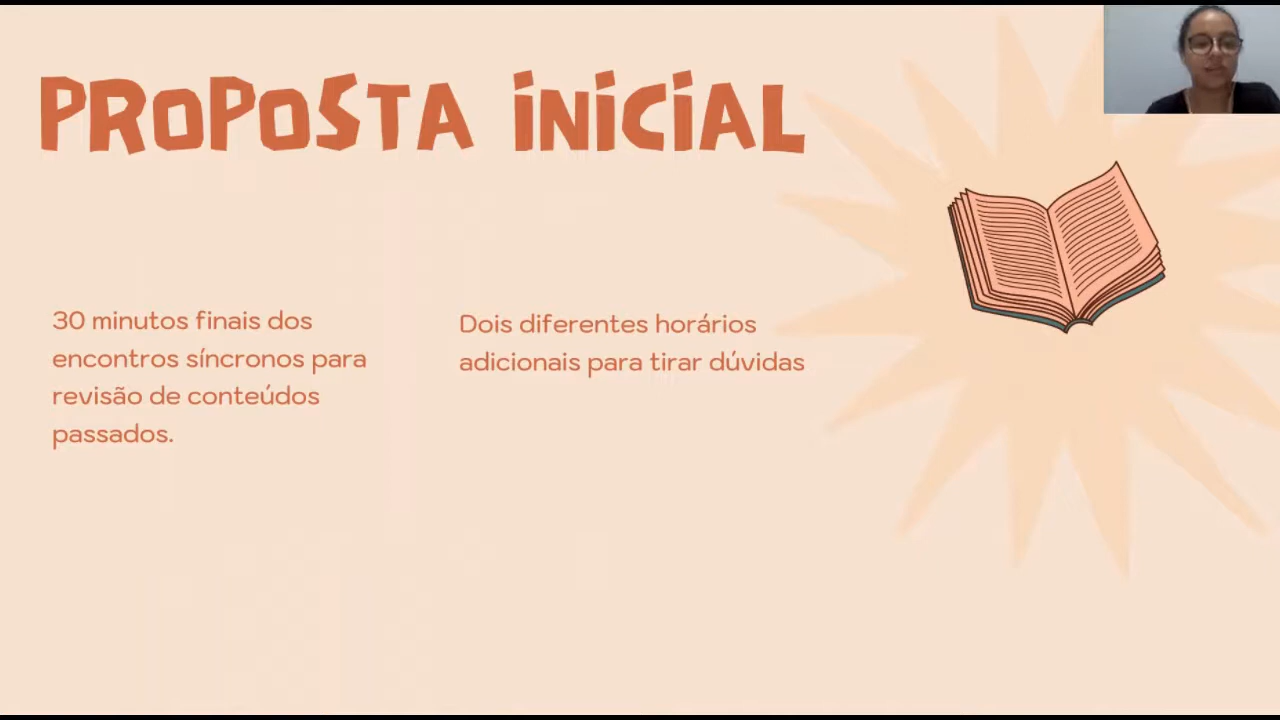 PROPOSTA INICIAL
30 minutos finais dos
encontros síncronos para
revisão de conteúdos
passados.
Dois diferentes horários
adicionais para tirar dúvidas